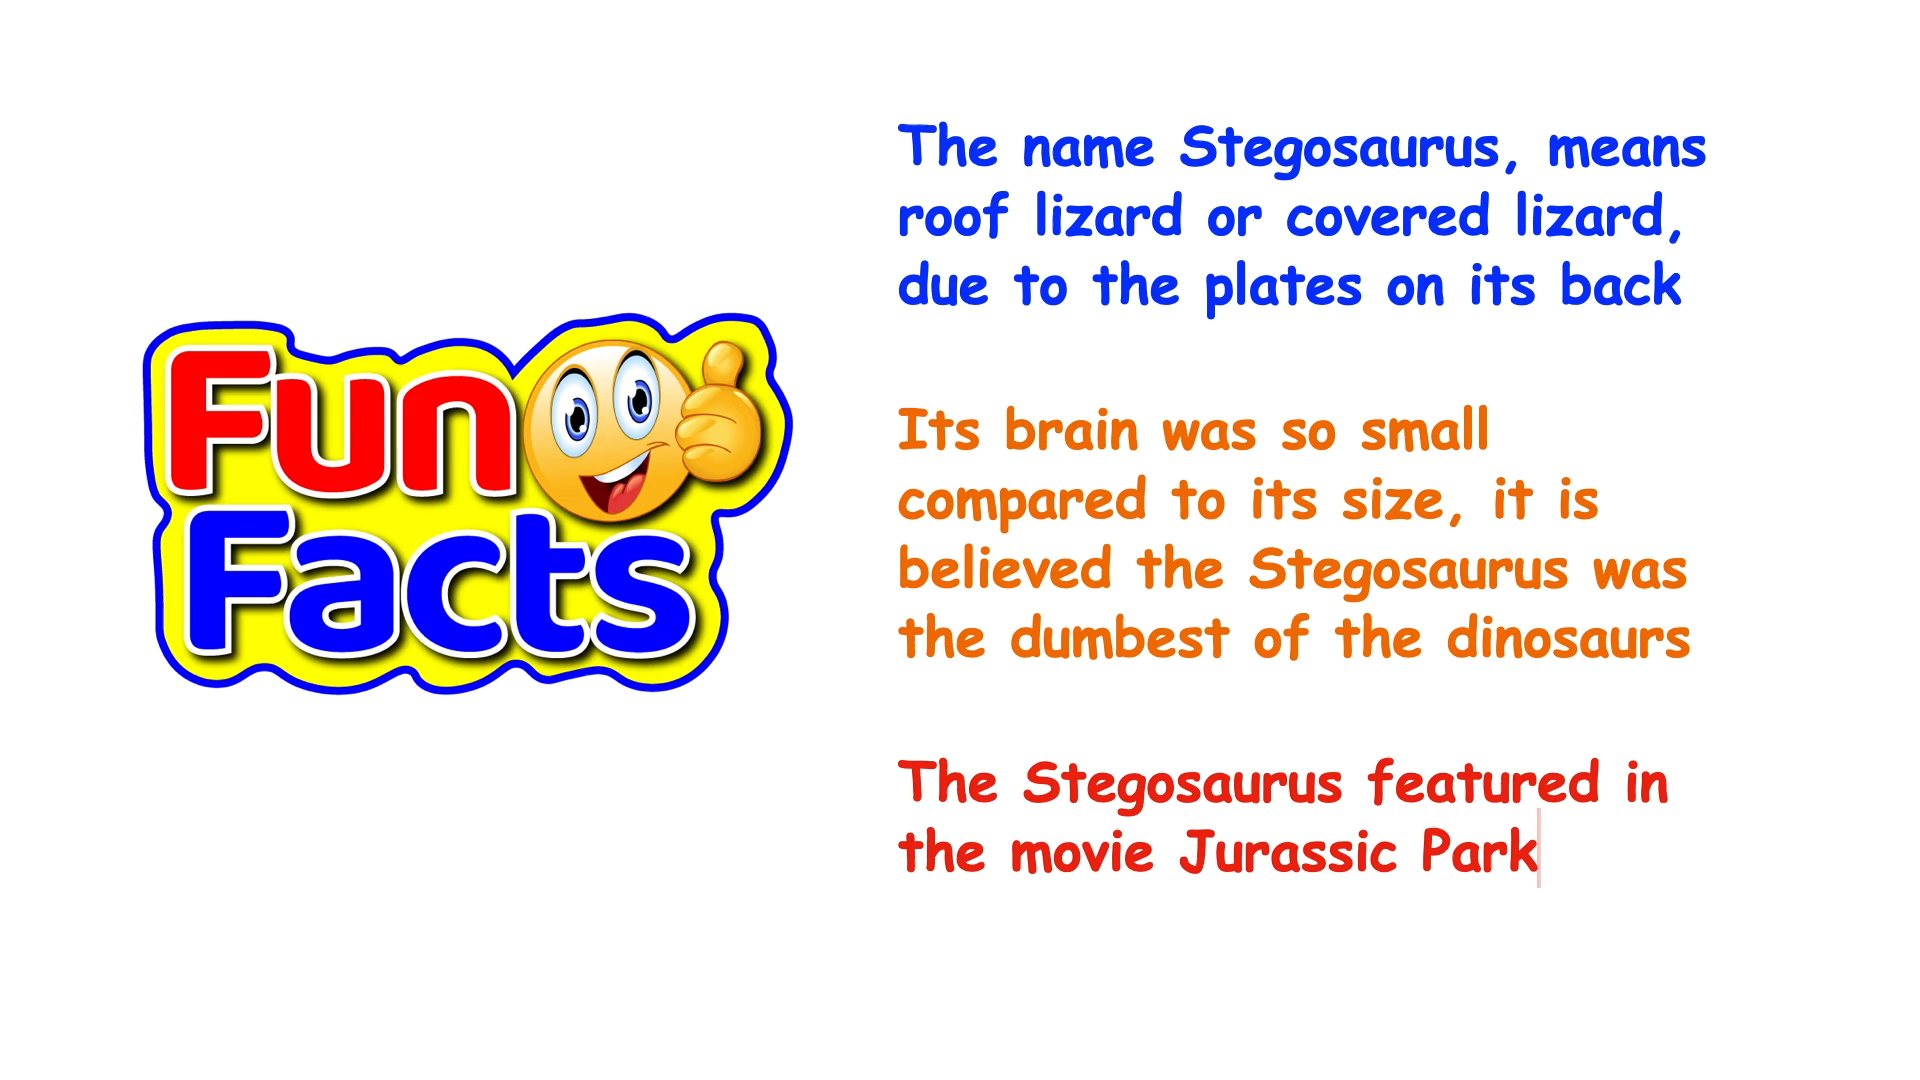 Fun
Facts
The name Stegosaurus, means
roof lizard or covered lizard,
due to the plates on its back
Its brain was so small
compared to its size, it is
believed the Stegosaurus was
the dumbest of the dinosaurs
The Stegosaurus featured in
the movie Jurassic Park